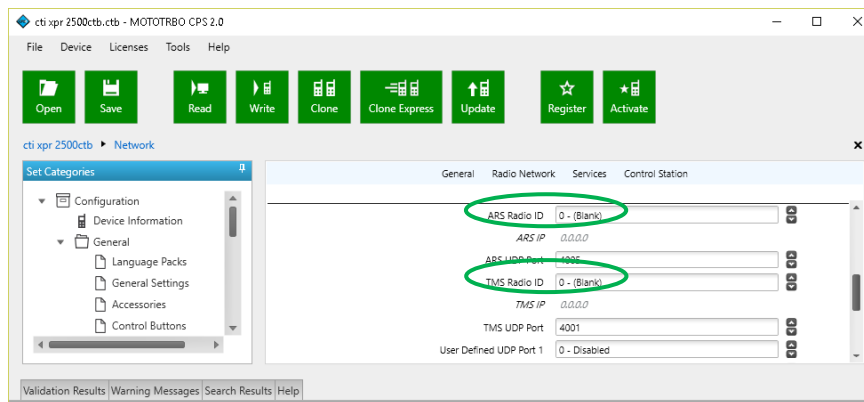 cti xpr 2500ctb.ctb - MOTOTRBO CPS 2.0
File Device Licenses Tools Help
Open Save Read Write Clone Clone Express Update Register Activate
cti xpr 2500ctb Network
Set Categories
General Radio Network Services Control Station
Configuration
Device Information
General
Language Packs
General Settings
Accessories
Control Buttons
ARS Radio ID 0 - (Blank)
ARS IP 0.0.0.0
ARS UDP Port 4005
TMS Radio ID 0 - (Blank)
TMS IP 0.0.0.0
TMS UDP Port 4001
User Defined UDP Port 1 0 - Disabled
Validation Results Warning Messages Search Results Help